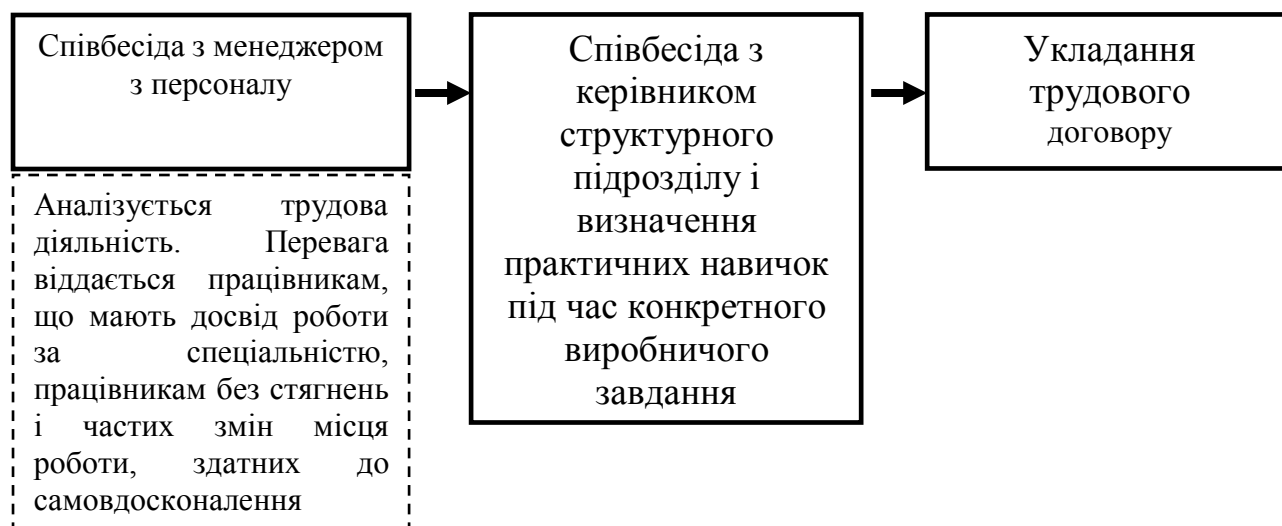 Співбесіда з менеджером
з персоналу
Аналізується трудова
діяльність. Перевага
віддається працівникам,
що мають досвід роботи
за спеціальністю,
працівникам без стягнень
і частих змін місця
роботи, здатних до
самовдосконалення
Співбесіда з
керівником
структурного
підрозділу і
визначення
практичних навичок
під час конкретного
виробничого
завдання
Укладання
трудового
договору